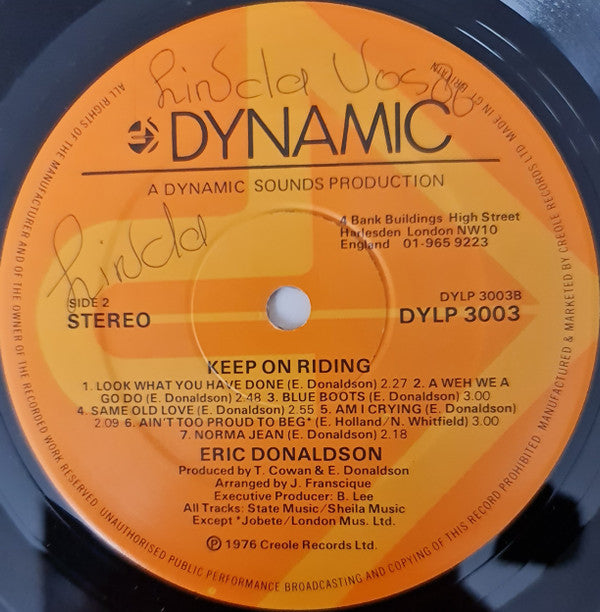 Linda
DYNAMIC
A DYNAMIC SOUNDS PRODUCTION
4 Bank Buildings High Street
Harlesden London NW10
England 01-965 9223
Linda
SIDE 2
STEREO
DYLP 3003B
DYLP 3003
KEEP ON RIDING
1. LOOK WHAT YOU HAVE DONE (E. Donaldson) 2.27 2. A WEH WE A
GO DO (E. Donaldson) 2.48 3. BLUE BOOTS (E. Donaldson) 3.00
4. SAME OLD LOVE (E. Donaldson) 2.55 5. AM I CRYING (E. Donaldson)
2.09 6. AIN'T TOO PROUD TO BEG* (E. Holland/N. Whitfield) 3.00
7. NORMA JEAN (E. Donaldson) 2.18
ERIC DONALDSON
Produced by T. Cowan & E. Donaldson
Arranged by J. Franscique
Executive Producer: B. Lee
All Tracks: State Music/Sheila Music
Except *Jobete/London Mus. Ltd.
Ⓟ 1976 Creole Records Ltd.
ALL RIGHTS OF THE MANUFACTURER AND OF THE OWNER OF THE RECORDED WORK RESERVED. UNAUTHORISED PUBLIC PERFORMANCE BROADCASTING AND COPYING OF THIS RECORD PROHIBITED. MANUFACTURED & MARKETED BY CREOLE RECORDS LTD MADE IN GT. BRITAIN